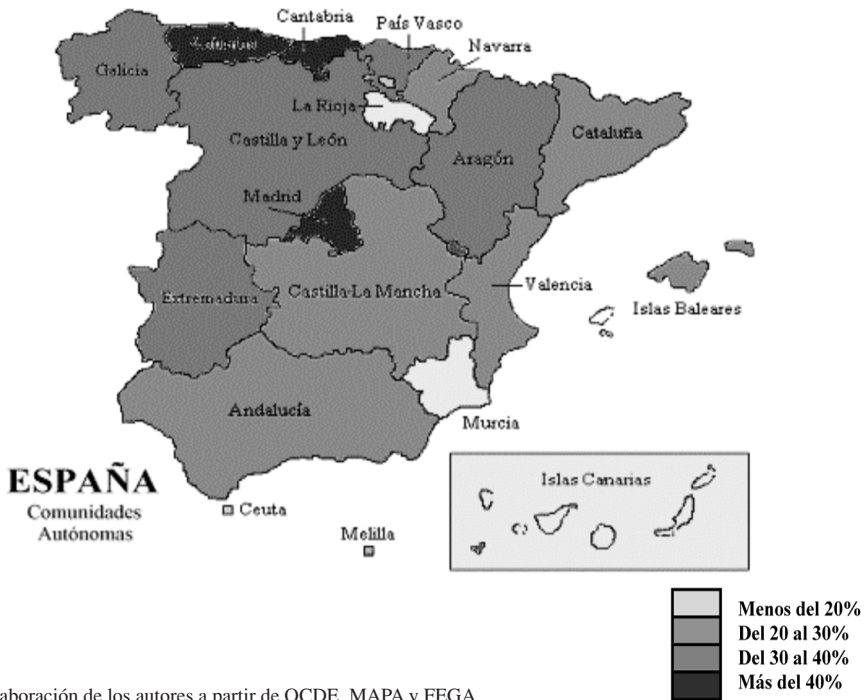 Cantabria
País Vasco
Navarra
Asturias
Galicia
La Rioja
Castilla y León
Cataluña
Aragón
Madrid
Extremadura
Castilla-La Mancha
Valencia
Islas Baleares
Andalucía
Murcia
ESPAÑA
Comunidades
Autónomas
Ceuta
Melilla
Islas Canarias
Menos del 20%
Del 20 al 30%
Del 30 al 40%
Más del 40%
aboración de los autores a partir de OCDE, MAPA y FEGA